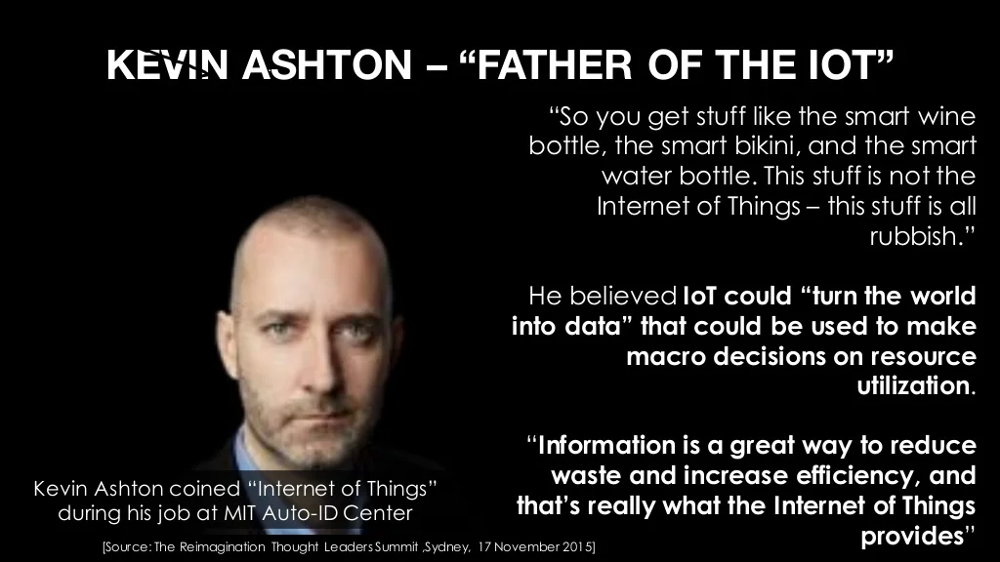 KEVIN ASHTON – “FATHER OF THE IOT”
“So you get stuff like the smart wine
bottle, the smart bikini, and the smart
water bottle. This stuff is not the
Internet of Things – this stuff is all
rubbish.”
He believed IoT could “turn the world
into data” that could be used to make
macro decisions on resource
utilization.
“Information is a great way to reduce
waste and increase efficiency, and
that’s really what the Internet of Things
provides”
Kevin Ashton coined “Internet of Things”
during his job at MIT Auto-ID Center
[Source: The Reimagination Thought Leaders Summit ,Sydney, 17 November 2015]